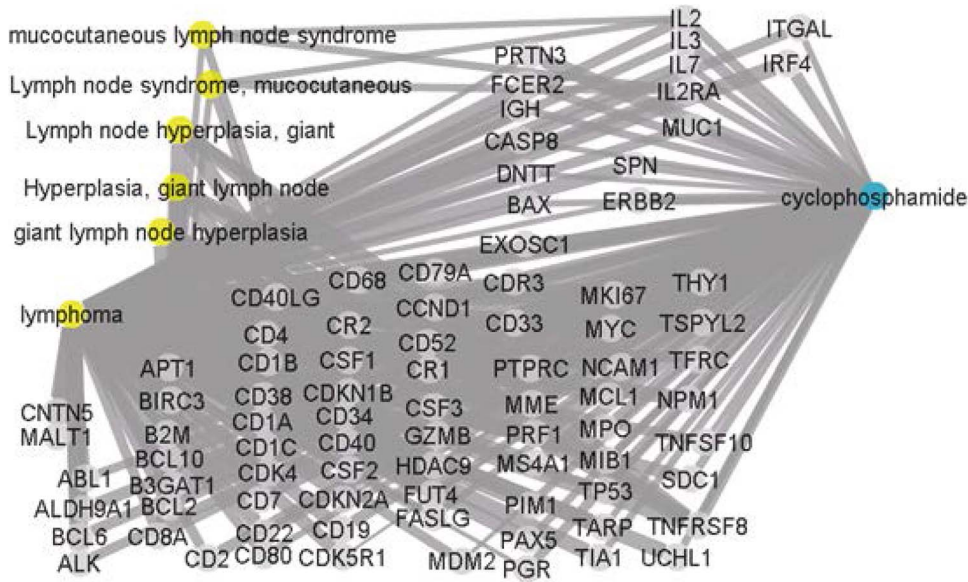 mucocutaneous lymph node syndrome
Lymph node syndrome, mucocutaneous
Lymph node hyperplasia, giant
Hyperplasia, giant lymph node
giant lymph node hyperplasia
lymphoma
cyclophosphamide
IL2
IL3
IL7
IL2RA
MUC1
ITGAL
IRF4
PRTN3
FCER2
IGH
CASP8
DNTT
BAX
SPN
ERBB2
EXOSC1
CD40LG
CD4
CD1B
CD38
CD1A
CD1C
CDK4
CD7
CD22
CD80
CD2
CD68
CR2
CSF1
CDKN1B
CD34
CD40
CSF2
CDKN2A
CD19
CDK5R1
CD79A
CCND1
CD52
CR1
CSF3
GZMB
HDAC9
FUT4
FASLG
MDM2
CDR3
CD33
PTPRC
MME
PRF1
MS4A1
PIM1
PAX5
PGR
MKI67
MYC
NCAM1
MCL1
MPO
MIB1
TP53
TARP
TIA1
THY1
TSPYL2
TFRC
NPM1
TNFSF10
SDC1
TNFRSF8
UCHL1
APT1
BIRC3
B2M
BCL10
B3GAT1
BCL2
CD8A
CNTN5
MALT1
ABL1
ALDH9A1
BCL6
ALK